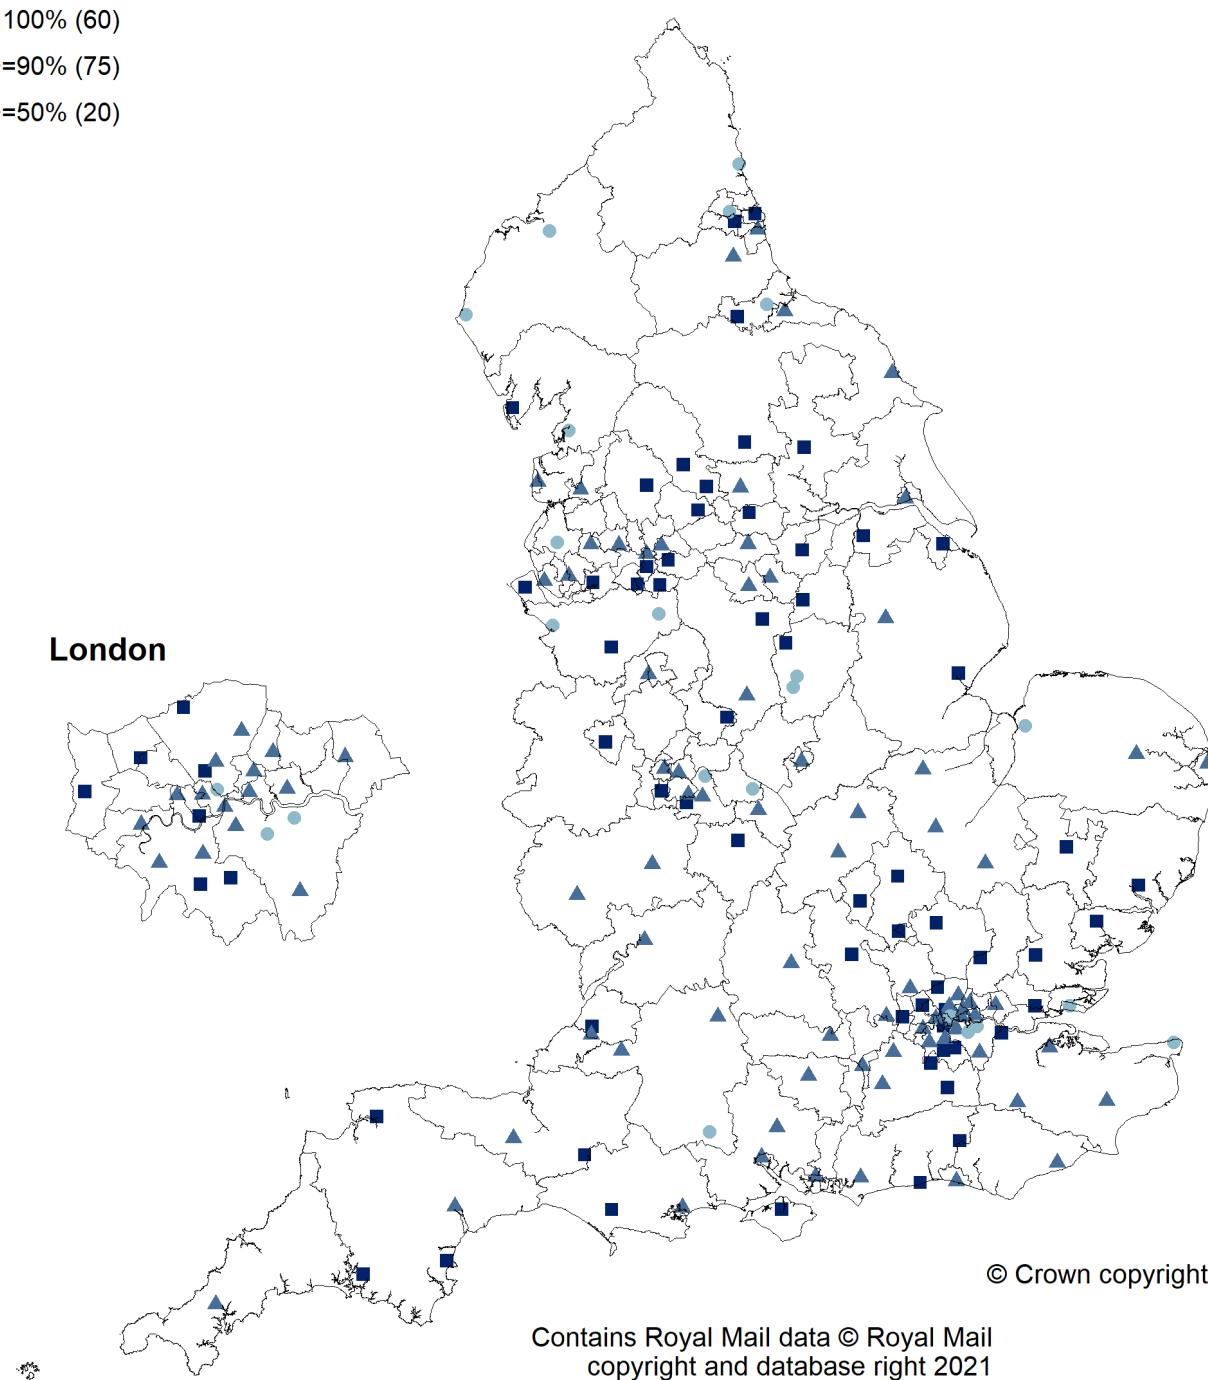 100% (60)
=90% (75)
=50% (20)
London
© Crown copyright
Contains Royal Mail data © Royal Mail
copyright and database right 2021